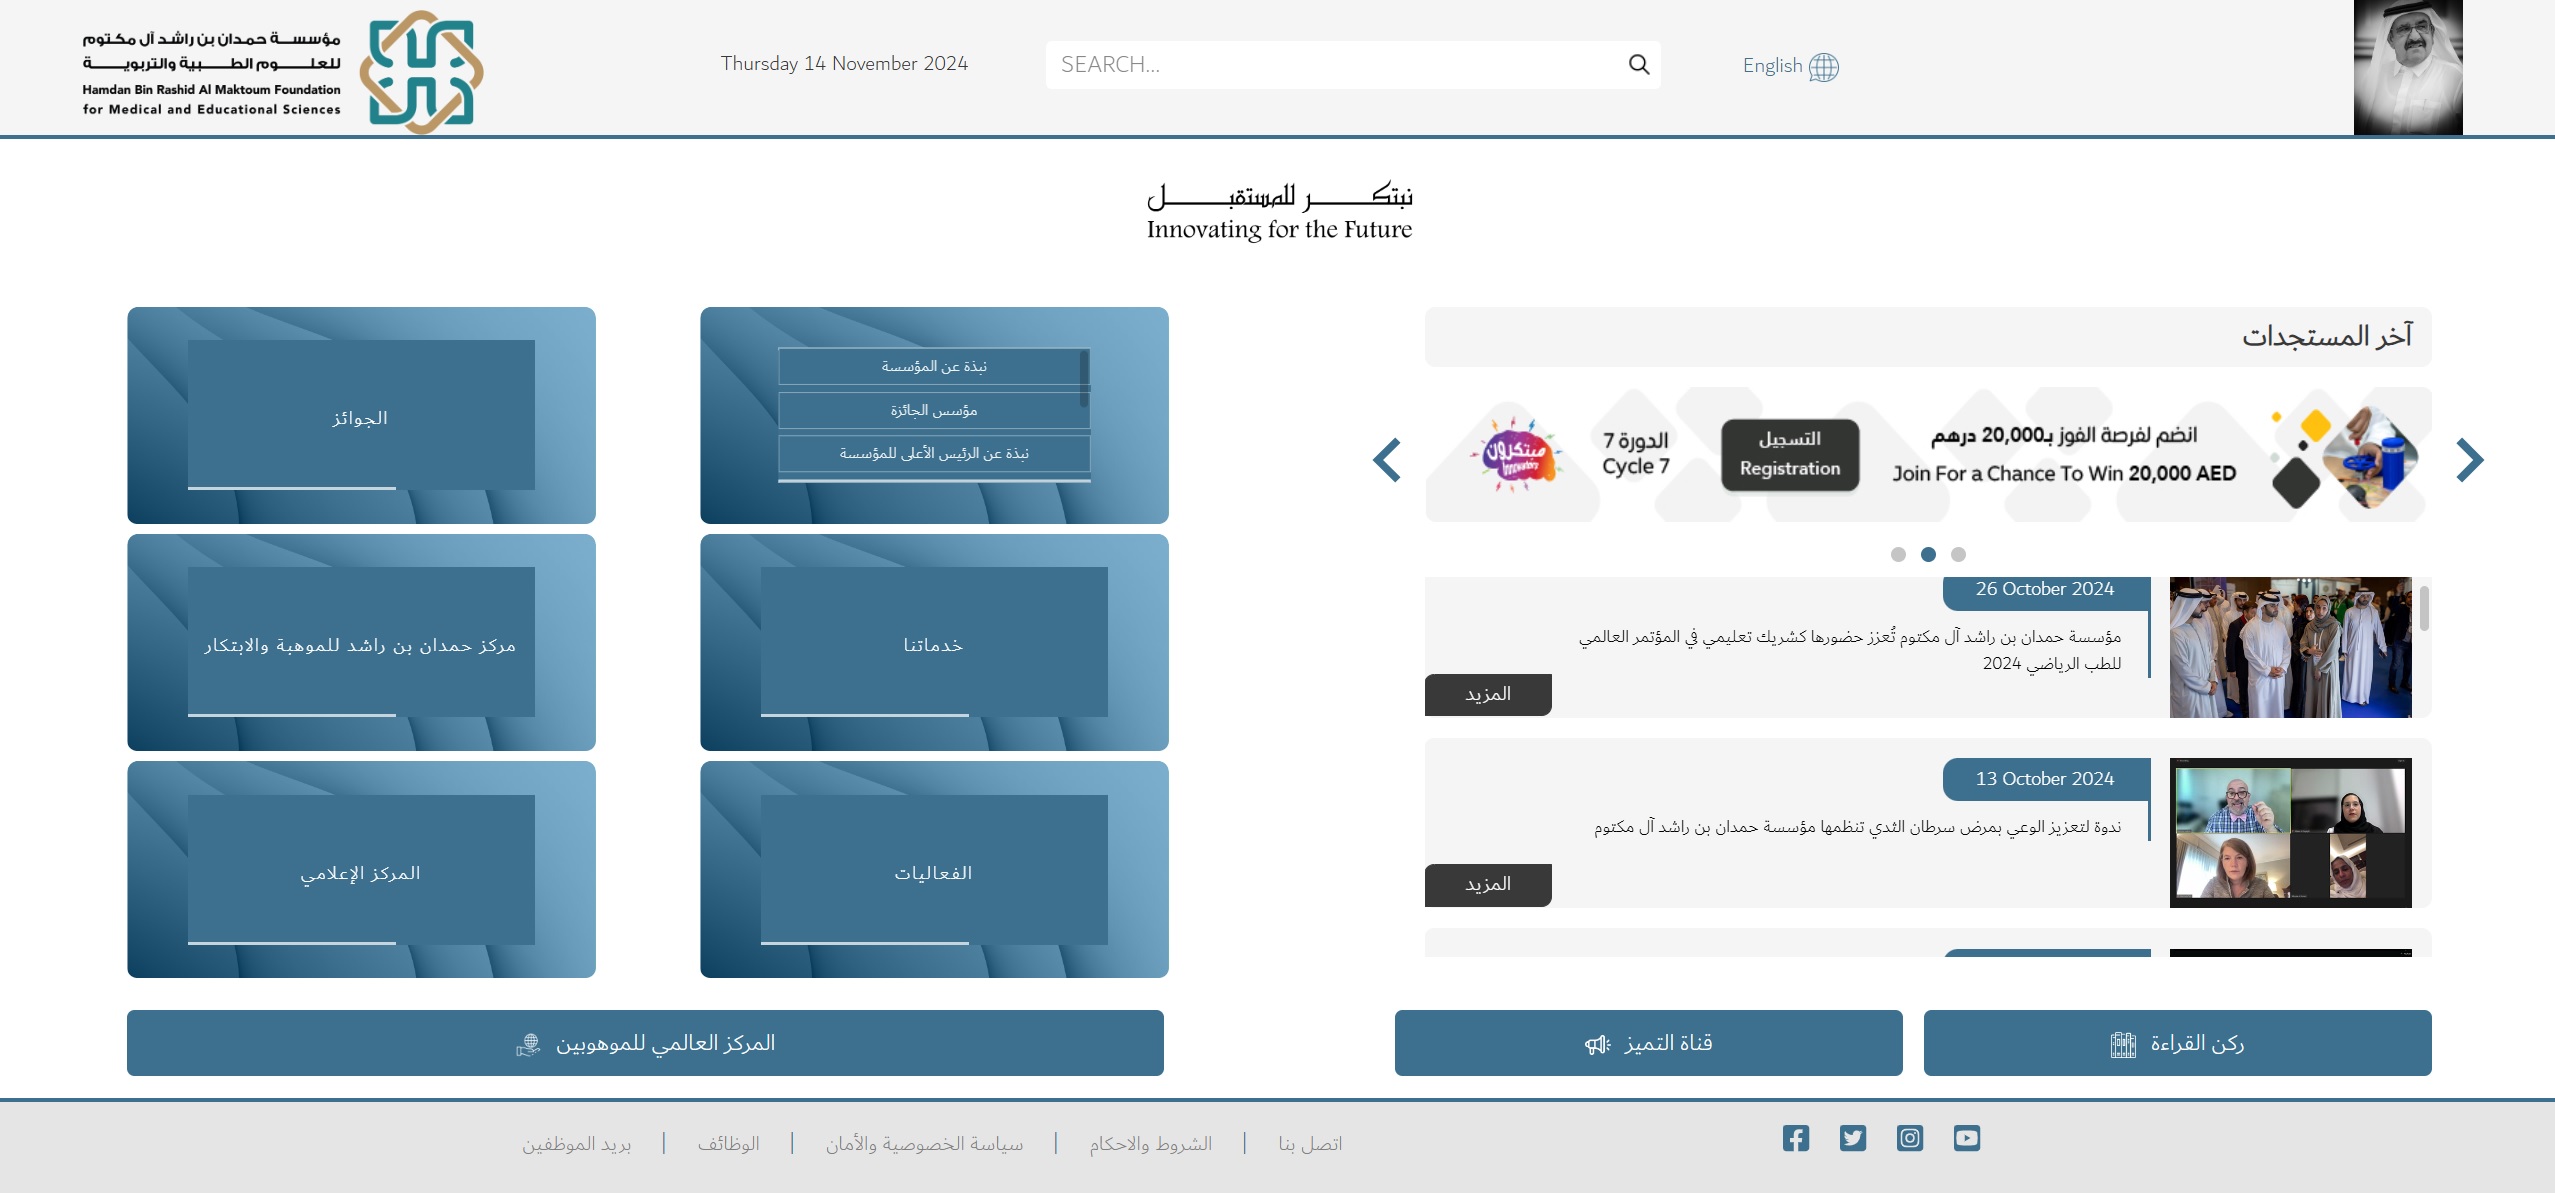 مؤسسة حمدان بن راشد آل مكتوم
للعلوم الطبية والتربوية
Hamdan Bin Rashid Al Maktoum Foundation
for Medical and Educational Sciences
Thursday 14 November 2024
SEARCH...
English
نبتكر للمستقبل
Innovating for the Future
آخر المستجدات
انضم لفرصة الفوز بـ20,000 درهم
Join For a Chance To Win 20,000 AED
التسجيل
Registration
الدورة 7
Cycle 7
مبتكرون
Innovators
26 October 2024
مؤسسة حمدان بن راشد آل مكتوم تُعزز حضورها كشريك تعليمي في المؤتمر العالمي
للطب الرياضي 2024
المزيد
13 October 2024
ندوة لتعزيز الوعي بمرض سرطان الثدي تنظمها مؤسسة حمدان بن راشد آل مكتوم
المزيد
نبذة عن المؤسسة
مؤسس الجائزة
نبذة عن الرئيس الأعلى للمؤسسة
الجوائز
خدماتنا
مركز حمدان بن راشد للموهبة والابتكار
الفعاليات
المركز الإعلامي
ركن القراءة
قناة التميز
المركز العالمي للموهوبين
اتصل بنا | الشروط والاحكام | سياسة الخصوصية والأمان | الوظائف | بريد الموظفين